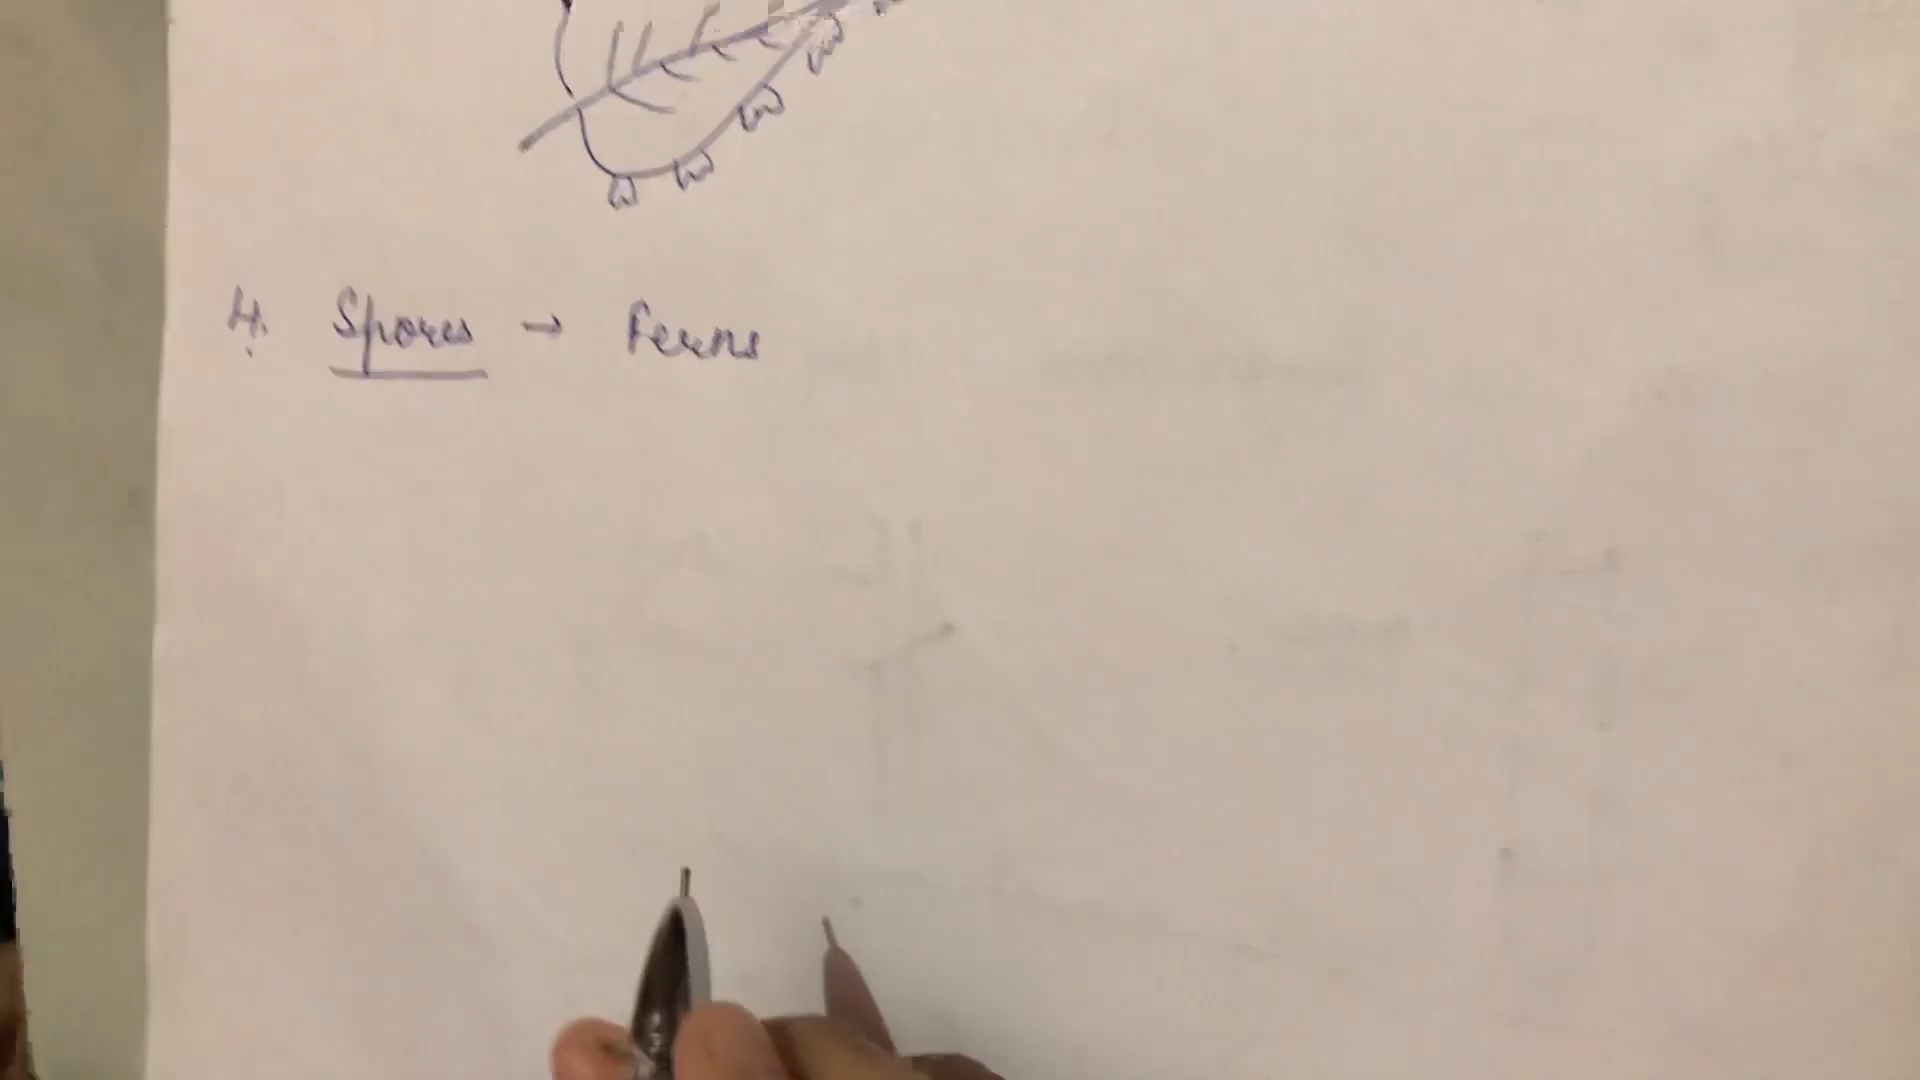 4. Spores → Ferns